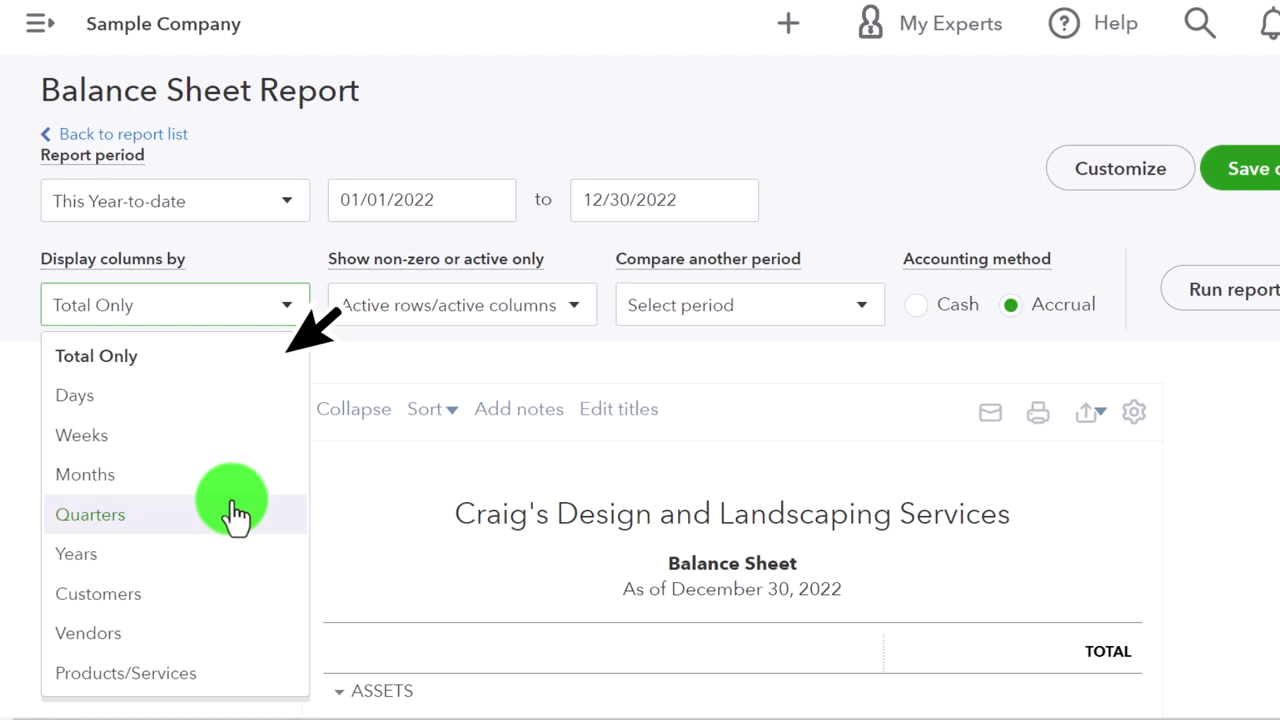 Sample Company
My Experts
Help
Balance Sheet Report
Back to report list
Report period
Customize
Save
This Year-to-date
01/01/2022
to
12/30/2022
Display columns by
Show non-zero or active only
Compare another period
Accounting method
Total Only
Active rows/active columns
Select period
Cash
Accrual
Run report
Total Only
Days
Weeks
Months
Quarters
Years
Customers
Vendors
Products/Services
Collapse
Sort
Add notes
Edit titles
Craig's Design and Landscaping Services
Balance Sheet
As of December 30, 2022
TOTAL
ASSETS